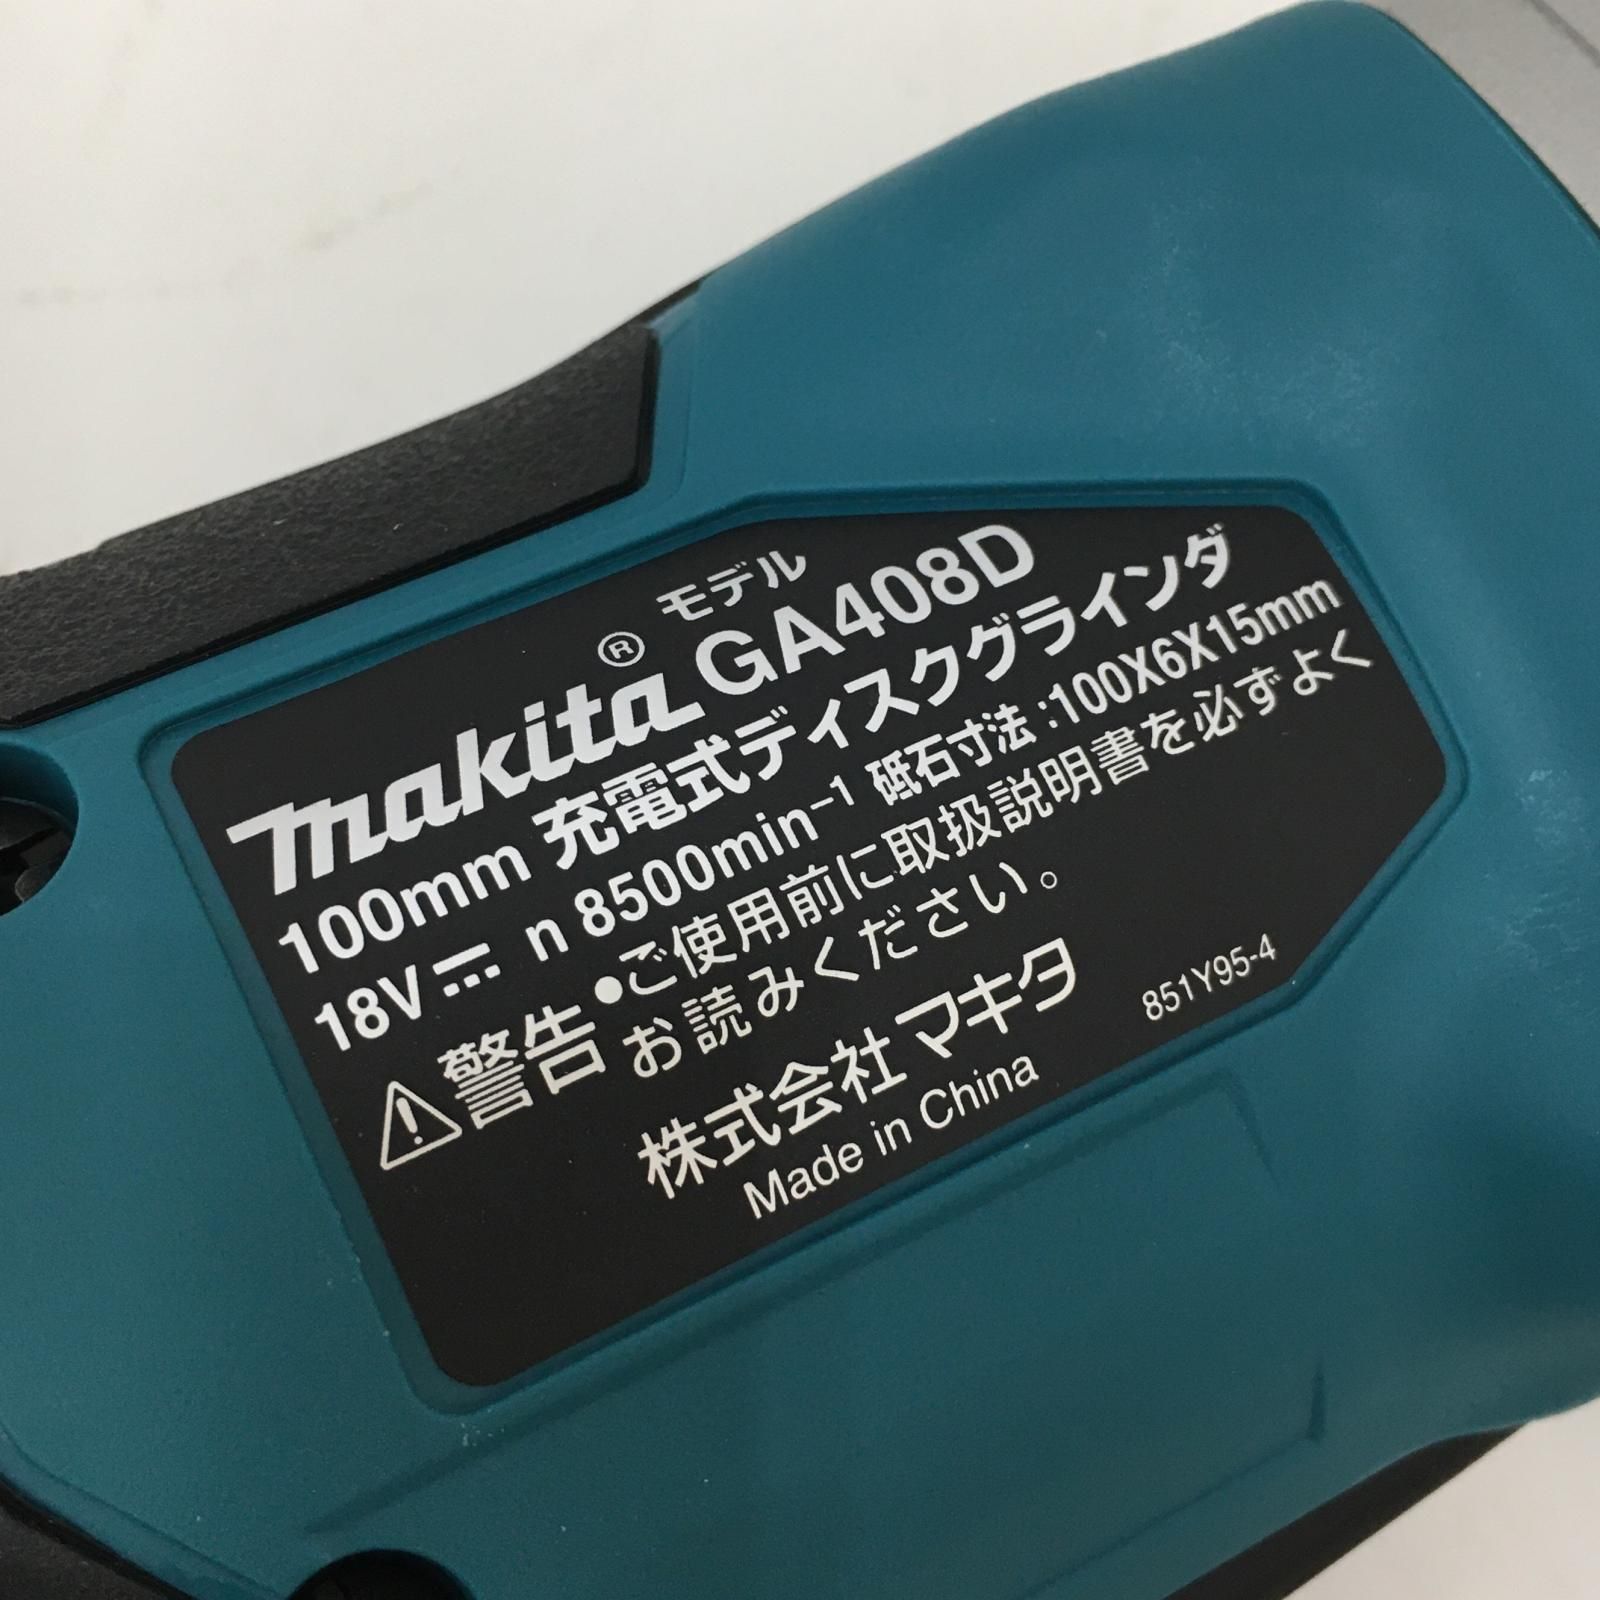 モデル
makita® GA408D
100mm 充電式ディスクグラインダ
18V⎓ n 8500min⁻¹ 砥石寸法:100X6X15mm
⚠警告 ●ご使用前に取扱説明書を必ずよく
お読みください。
株式会社マキタ 851Y95-4
Made in China